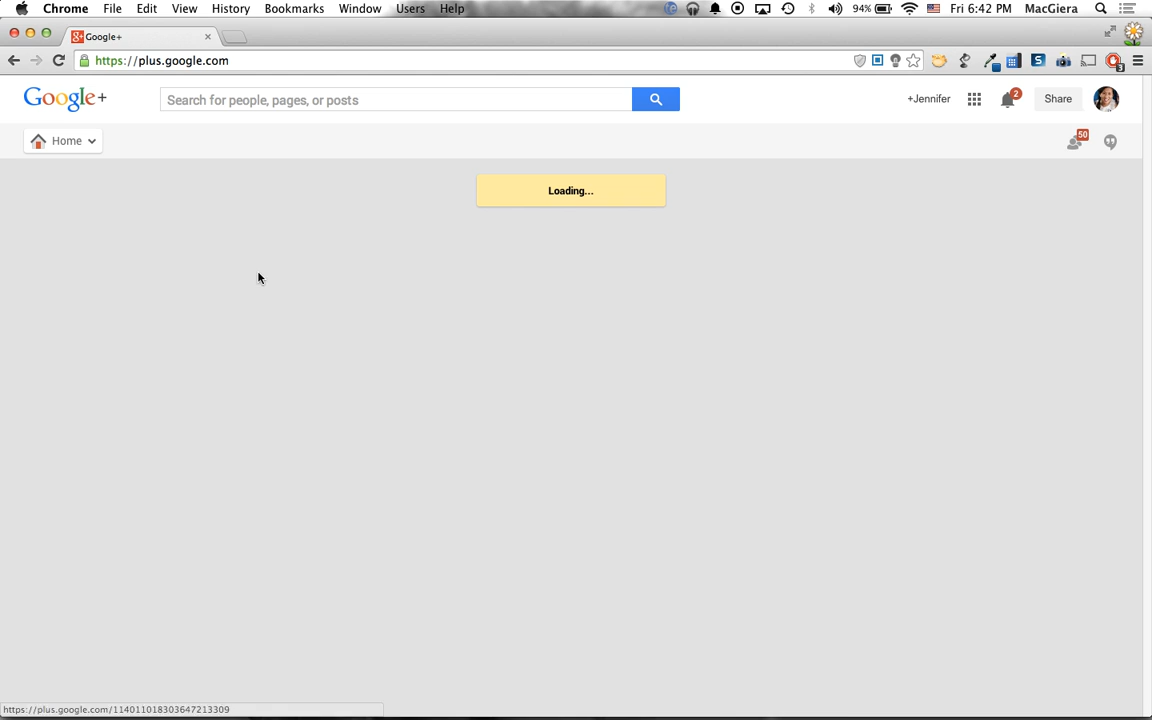 Chrome File Edit View History Bookmarks Window Users Help 94% Fri 6:42 PM MacGiera
Google+
https://plus.google.com 3
Google+ Search for people, pages, or posts +Jennifer 2 Share
Home 50
Loading...
https://plus.google.com/114011018303647213309